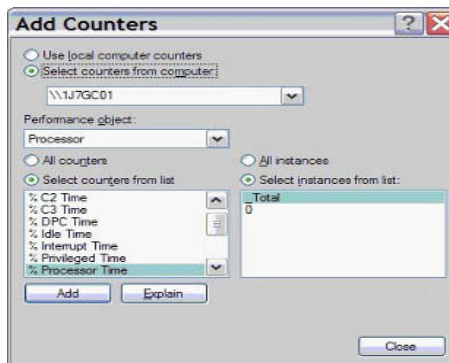 Add Counters
Use local computer counters
Select counters from computer:
\\1J7GC01
Performance object:
Processor
All counters
All instances
Select counters from list
Select instances from list:
% C2 Time
% C3 Time
% DPC Time
% Idle Time
% Interrupt Time
% Privileged Time
% Processor Time
_Total
0
Add
Explain
Close